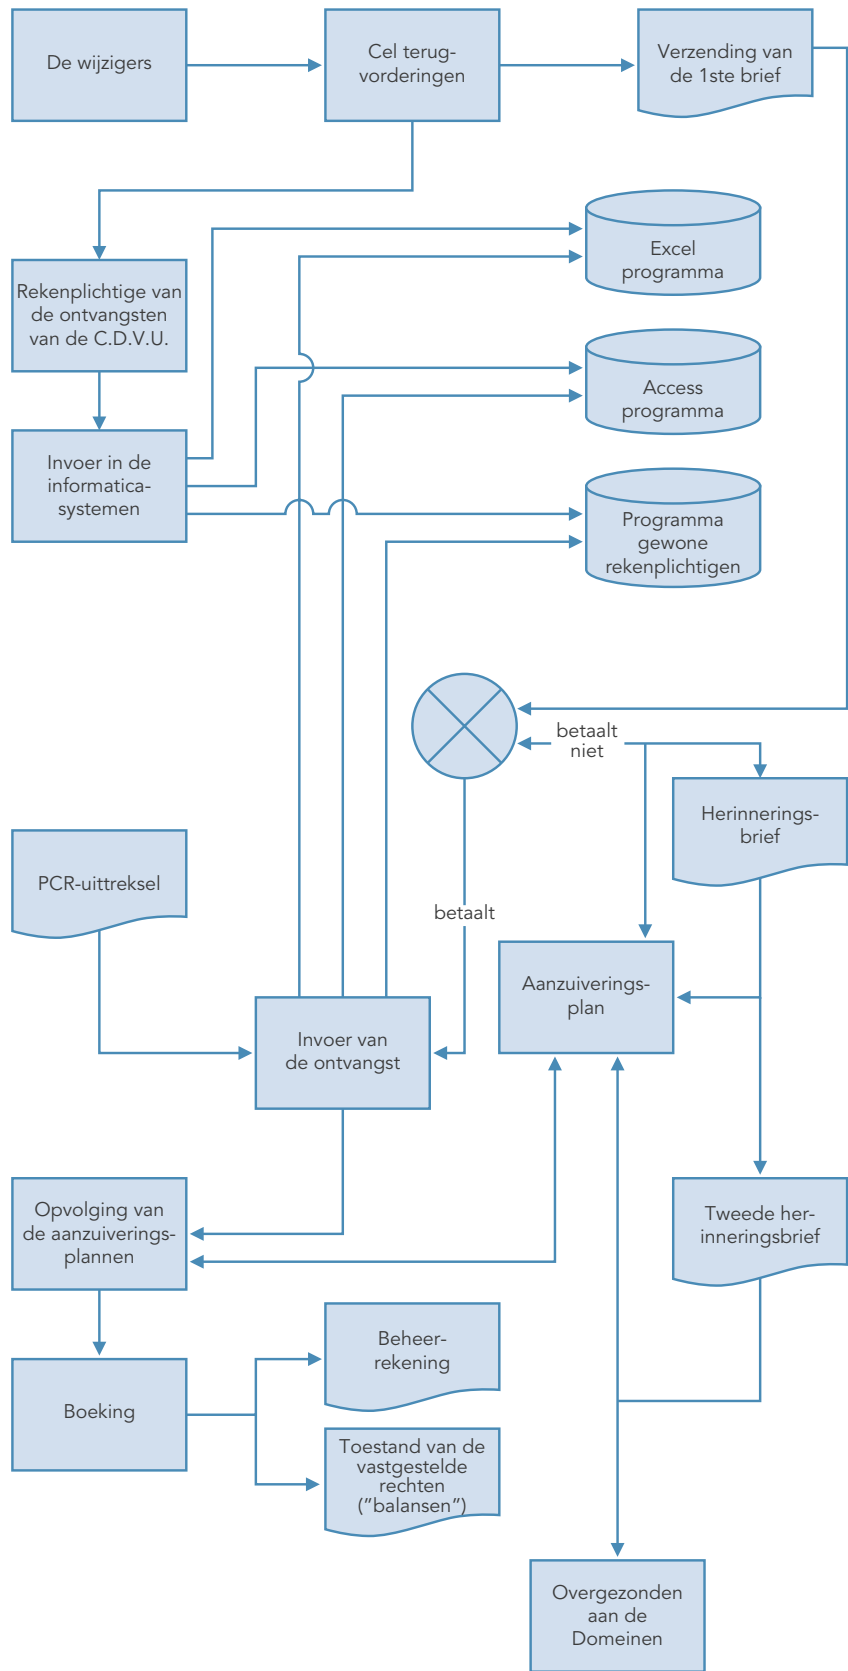 De wijzigers
Cel terug-
vorderingen
Verzending van
de 1ste brief
Rekenplichtige van
de ontvangsten
van de C.D.V.U.
Excel
programma
Access
programma
Invoer in de
informatica-
systemen
Programma
gewone
rekenplichtigen
betaalt
niet
Herinnerings-
brief
PCR-uittreksel
betaalt
Aanzuiverings-
plan
Invoer van
de ontvangst
Opvolging van
de aanzuiverings-
plannen
Tweede her-
inneringsbrief
Beheer-
rekening
Boeking
Toestand van de
vastgestelde
rechten
("balansen")
Overgezonden
aan de
Domeinen